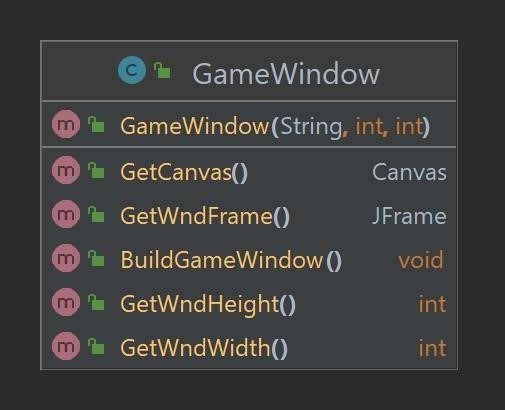 C GameWindow
m GameWindow(String, int, int)
m GetCanvas() Canvas
m GetWndFrame() JFrame
m BuildGameWindow() void
m GetWndHeight() int
m GetWndWidth() int